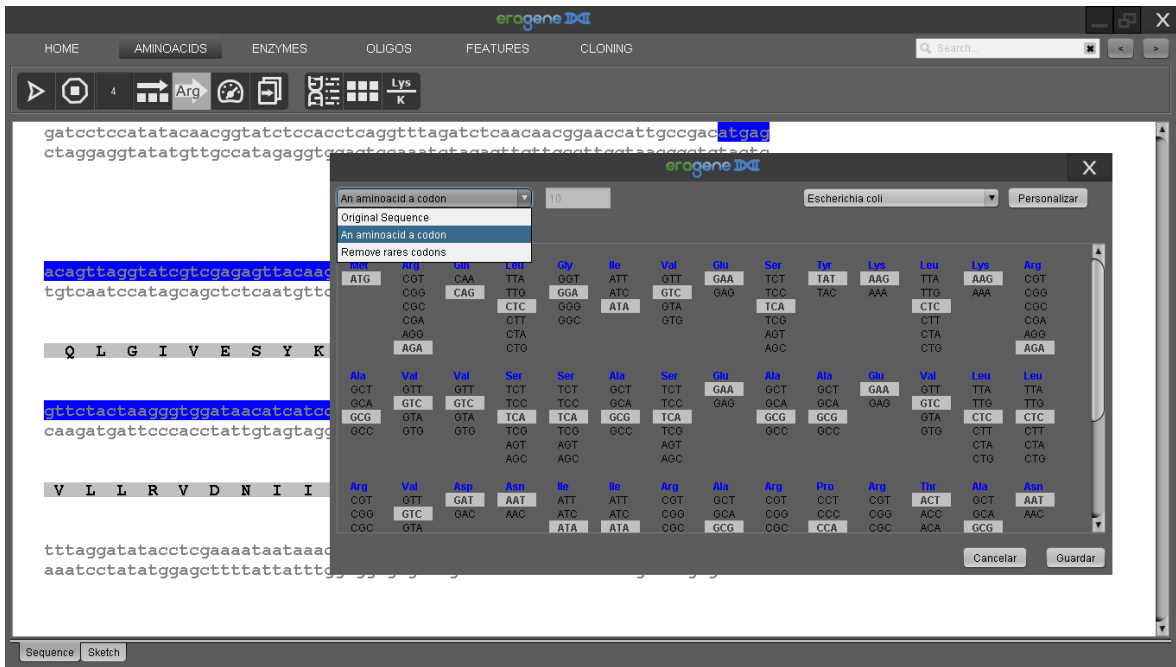 erogene
HOME AMINOACIDS ENZYMES OLIGOS FEATURES CLONING Search... < >
4 Arg Lys K
gatcctccatatacaacggtatctccacctcaggtttagatctcaacaacggaaccattgccgacatgag
erogene
An aminoacid a codon 10 Escherichia coli Personalizar
Original Sequence
An aminoacid a codon
Remove rares codons
acagttaggtatcgtcgagagttacaag
tgtcaatccatagcagctctcaatgttc
Q L G I V E S Y K
gttctactaagggtggataacatcatcc
caagatgattcccacctattgtagtagg
V L L R V D N I I
tttaggatatacctcgaaaataataaac
Met Arg Gln Leu Gly Ile Val Glu Ser Tyr Lys Leu Lys Arg
ATG CGT CAA TTA GGT ATT GTT GAA TCT TAT AAG TTA AAG CGT
CGG CAG TTG GGA ATC GTC GAG TCC TAC AAA TTG AAA CGG
CGC CTC GGG ATA GTA TCA CTC CGC
CGA CTT GGC GTG TCG CTT CGA
AGG CTA AGT CTA AGG
AGA CTG AGC CTG AGA
Ala Val Val Ser Ser Ala Ser Glu Ala Ala Glu Val Leu Leu
GCT GTT GTT TCT TCT GCT TCT GAA GCT GCT GAA GTT TTA TTA
GCA GTC GTC TCC TCC GCA TCC GAG GCA GCA GAG GTC TTG TTG
GCG GTA GTA TCA TCA GCG TCA GCG GCG GTA CTC CTC
GCC GTG GTG TCG TCG GCC TCG GCC GCC GTG CTT CTT
AGT AGT AGT CTA CTA
AGC AGC AGC CTG CTG
Arg Val Asp Asn Ile Ile Arg Ala Arg Pro Arg Thr Ala Asn
CGT GTT GAT AAT ATT ATT CGT GCT CGT CCT CGT ACT GCT AAT
CGG GTC GAC AAC ATC ATC CGG GCA CGG CCC CGG ACC GCA AAC
CGC GTA ATA ATA CGC GCG CGC CCA CGC ACA GCG
Cancelar Guardar
Sequence Sketch